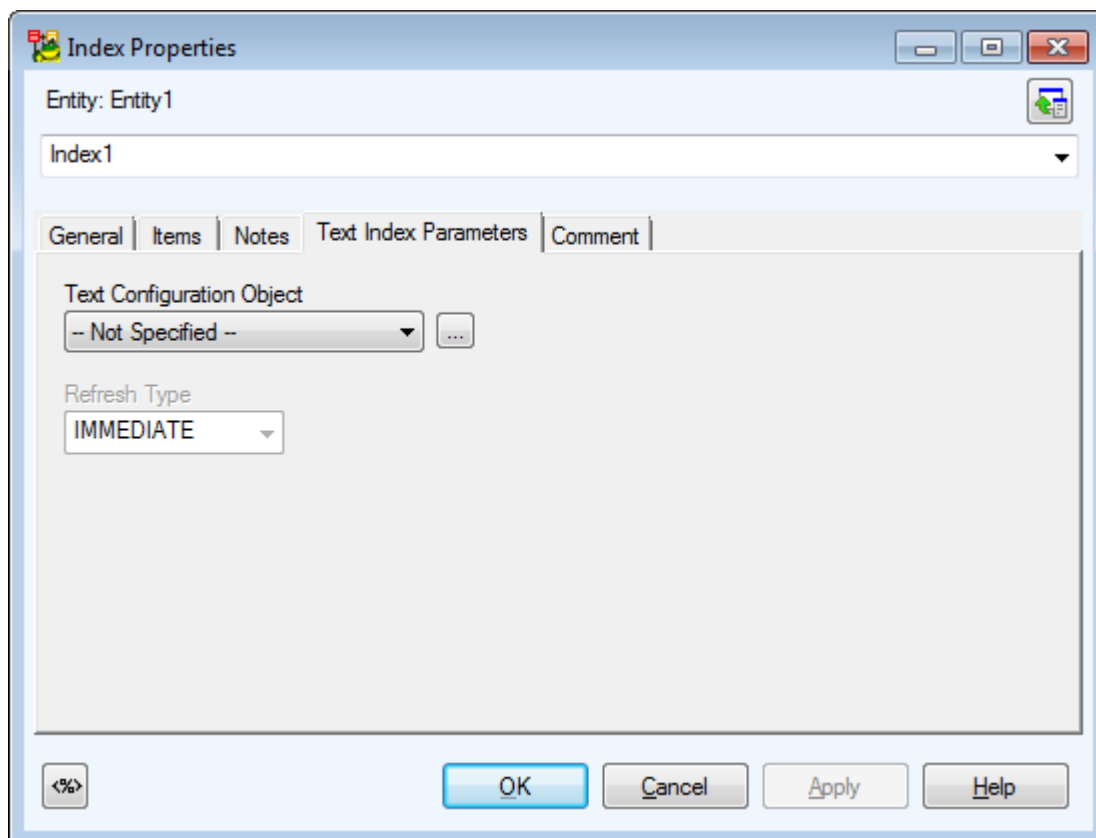 Index Properties
Entity: Entity1
Index1
General Items Notes Text Index Parameters Comment
Text Configuration Object
-- Not Specified --
...
Refresh Type
IMMEDIATE
<%> OK Cancel Apply Help